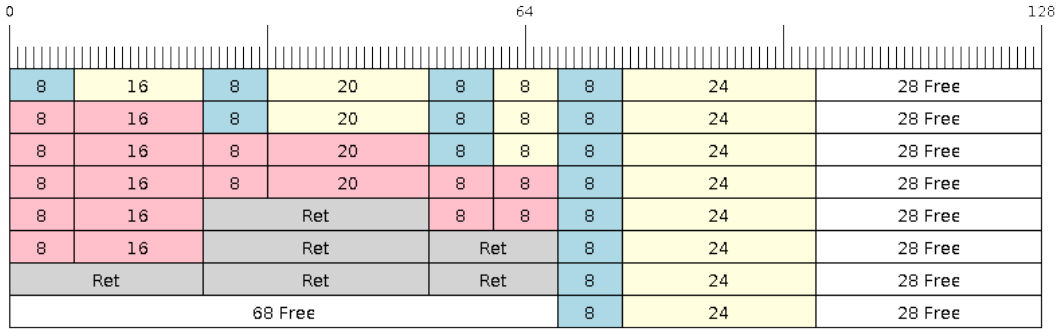 0 64 128
8 16 8 20 8 8 8 24 28 Free
8 16 8 20 8 8 8 24 28 Free
8 16 8 20 8 8 8 24 28 Free
8 16 8 20 8 8 8 24 28 Free
8 16 Ret 8 8 8 24 28 Free
8 16 Ret Ret 8 24 28 Free
Ret Ret Ret 8 24 28 Free
68 Free 8 24 28 Free